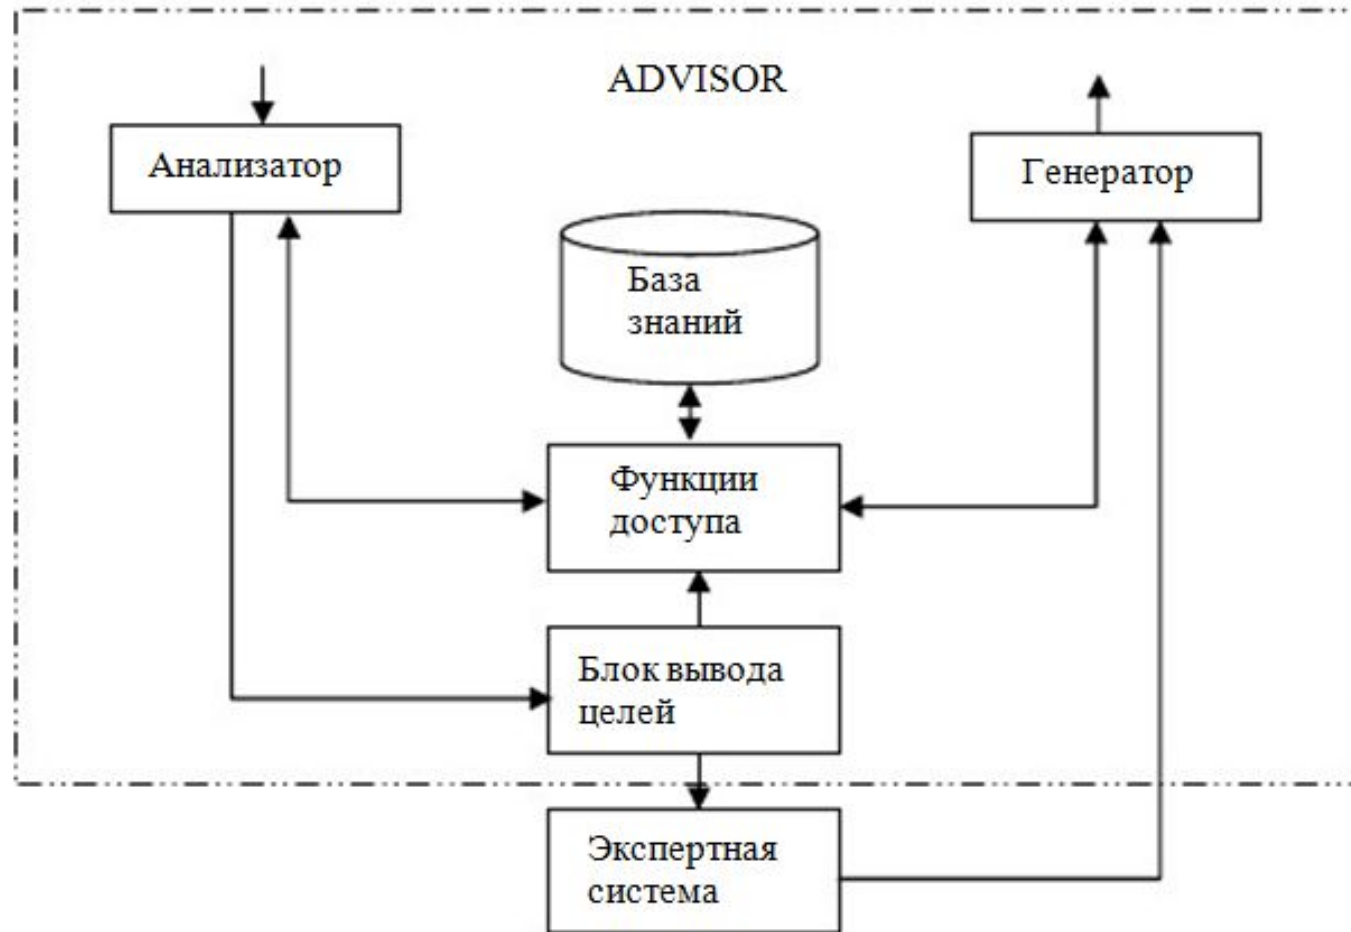 ADVISOR
Анализатор
Генератор
База
знаний
Функции
доступа
Блок вывода
целей
Экспертная
система